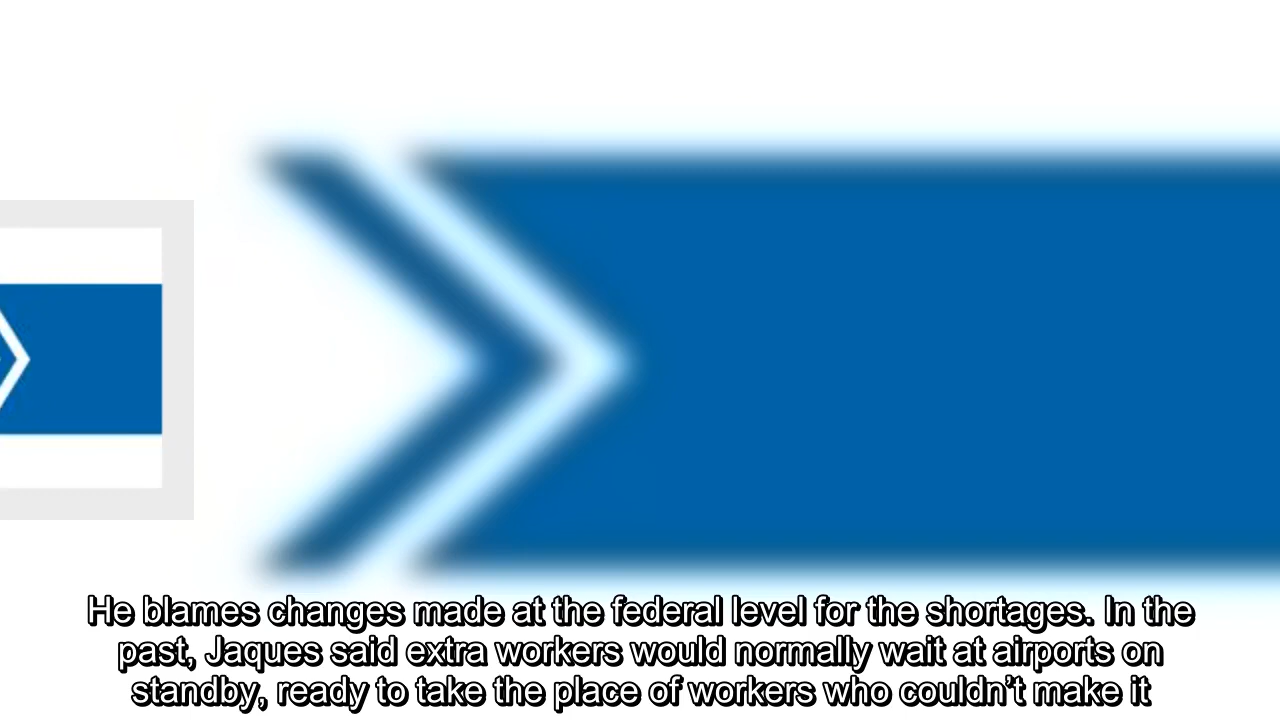 He blames changes made at the federal level for the shortages. In the
past, Jaques said extra workers would normally wait at airports on
standby, ready to take the place of workers who couldn’t make it